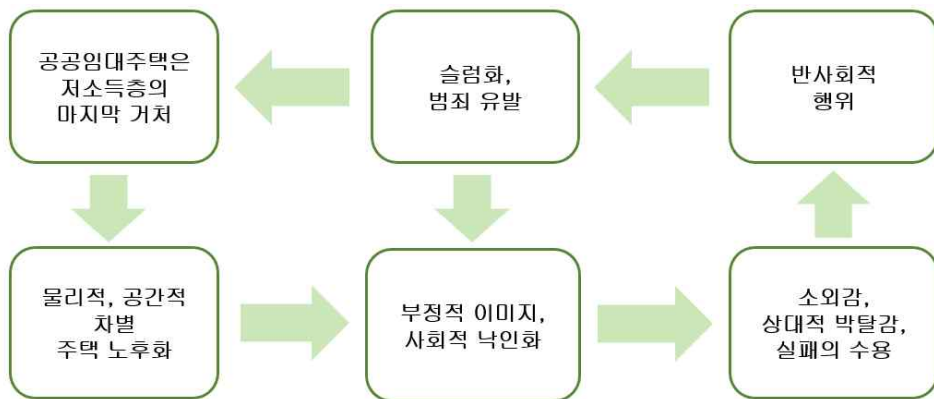 공공임대주택은
저소득층의
마지막 거처
슬럼화,
범죄 유발
반사회적
행위
물리적, 공간적
차별
주택 노후화
부정적 이미지,
사회적 낙인화
소외감,
상대적 박탈감,
실패의 수용